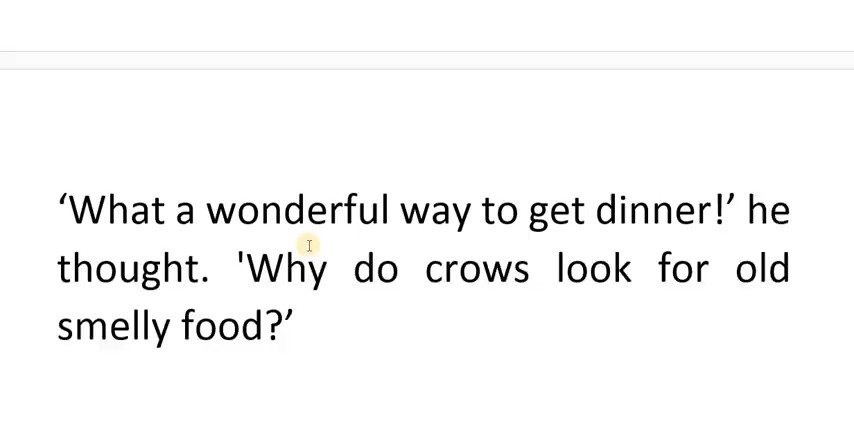 ‘What a wonderful way to get dinner!’ he
thought. 'Why do crows look for old
smelly food?’